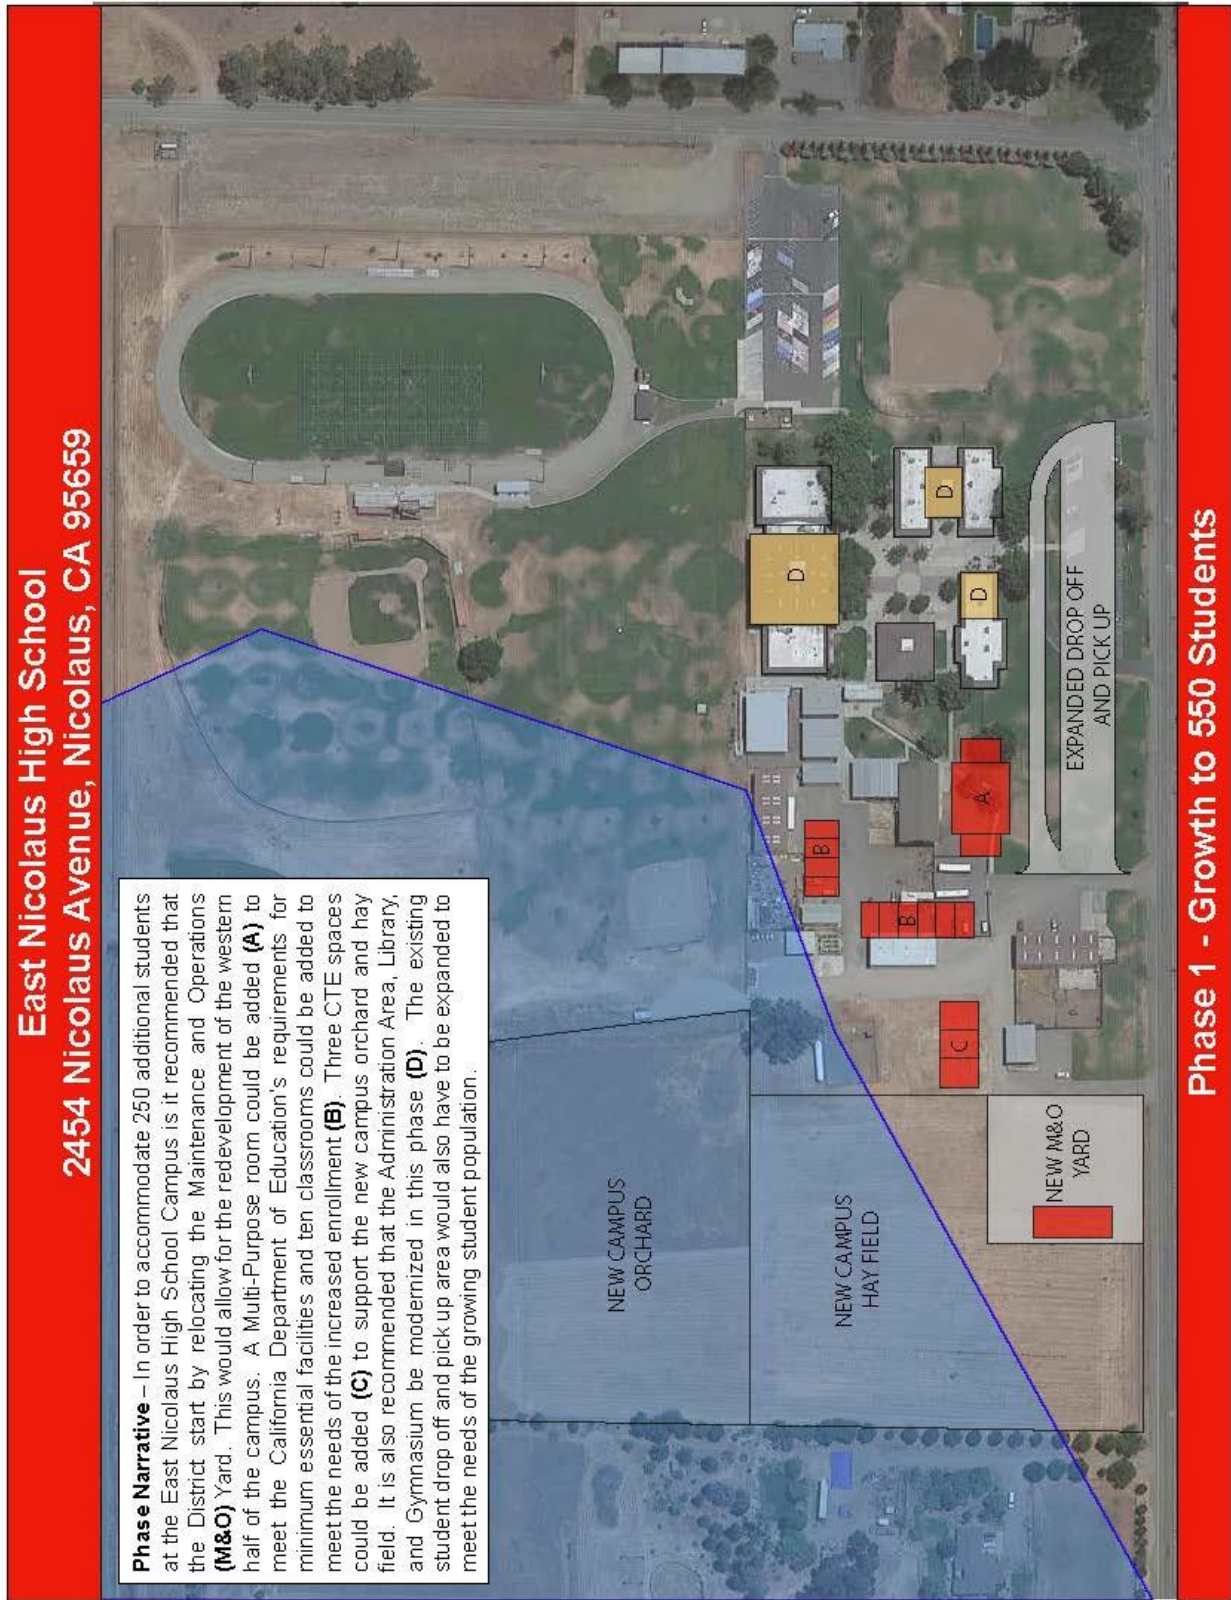 East Nicolaus High School
2454 Nicolaus Avenue, Nicolaus, CA 95659
Phase Narrative – In order to accommodate 250 additional students
at the East Nicolaus High School Campus is it recommended that
the District start by relocating the Maintenance and Operations
(M&O) Yard. This would allow for the redevelopment of the western
half of the campus. A Multi-Purpose room could be added (A) to
meet the California Department of Education's requirements for
minimum essential facilities and ten classrooms could be added to
meet the needs of the increased enrollment (B). Three CTE spaces
could be added (C) to support the new campus orchard and hay
field. It is also recommended that the Administration Area, Library,
and Gymnasium be modernized in this phase (D). The existing
student drop off and pick up area would also have to be expanded to
meet the needs of the growing student population.
NEW CAMPUS
ORCHARD
NEW CAMPUS
HAY FIELD
NEW M&O
YARD
C
B
B
A
D
D
D
EXPANDED DROP OFF
AND PICK UP
Phase 1 - Growth to 550 Students